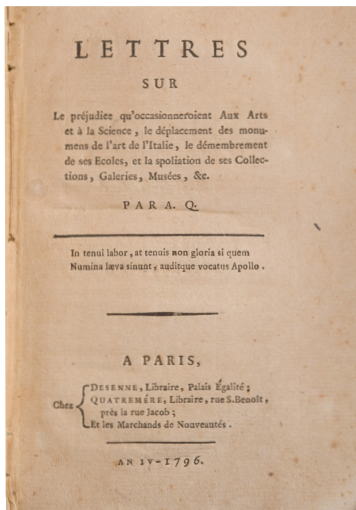 LETTRES
SUR
Le préjudice qu'occasionneroient Aux Arts
et à la Science, le déplacement des monu-
mens de l'art de l'Italie, le démembrement
de ses Ecoles, et la spoliation de ses Collec-
tions, Galeries, Musées, &c.
PAR A. Q.
In tenui labor, at tenuis non gloria si quem
Numina læva sinunt, auditque vocatus Apollo.
A PARIS,
Chez
DESENNE, Libraire, Palais Égalité;
QUATREMÈRE, Libraire, rue S. Benoît,
près la rue Jacob;
Et les Marchands de Nouveautés.
AN IV-1796.